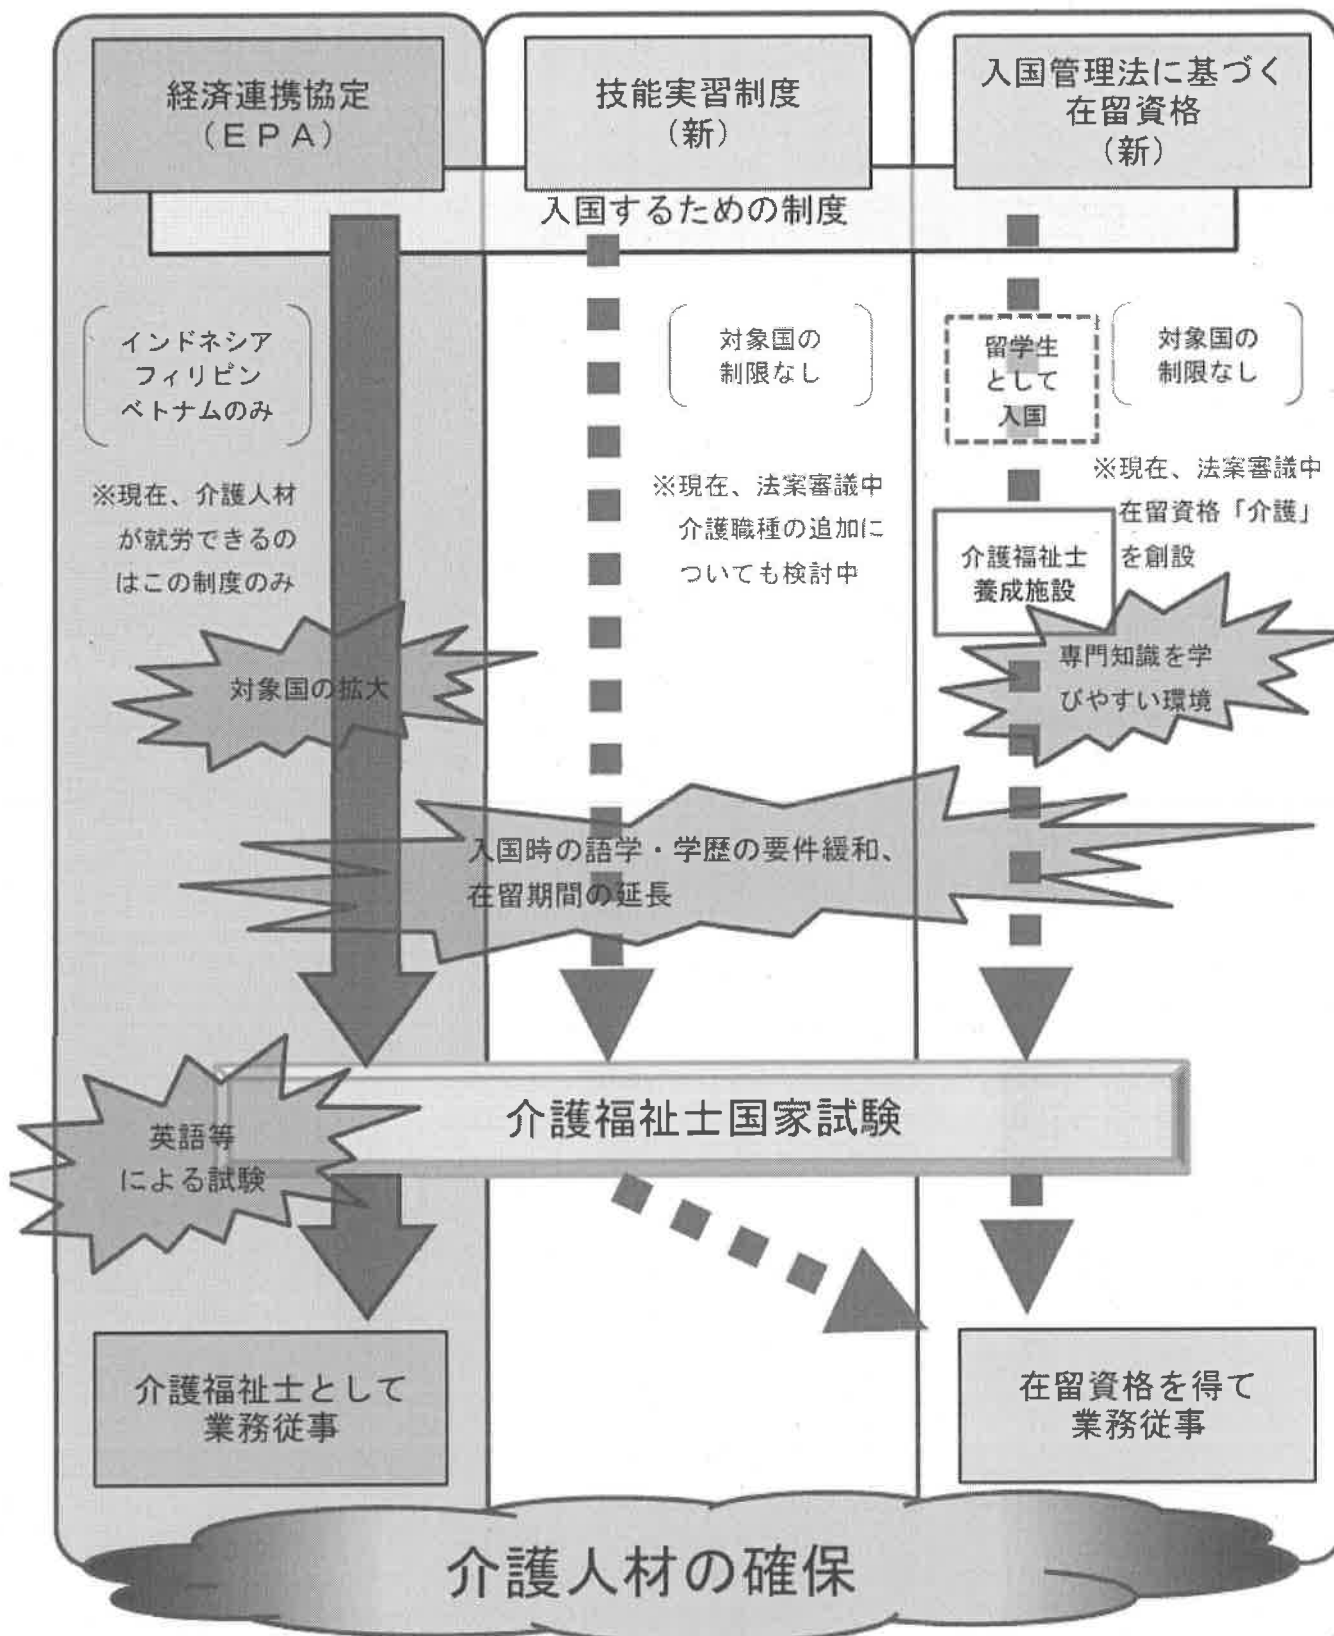 経済連携協定
(EPA)
技能実習制度
(新)
入国管理法に基づく
在留資格
(新)
入国するための制度
インドネシア
フィリピン
ベトナムのみ
※現在、介護人材
が就労できるの
はこの制度のみ
対象国の
制限なし
※現在、法案審議中
介護職種の追加に
ついても検討中
留学生
として
入国
対象国の
制限なし
※現在、法案審議中
在留資格「介護」
を創設
介護福祉士
養成施設
対象国の拡大
専門知識を学
びやすい環境
入国時の語学・学歴の要件緩和、
在留期間の延長
介護福祉士国家試験
英語等
による試験
介護福祉士として
業務従事
在留資格を得て
業務従事
介護人材の確保